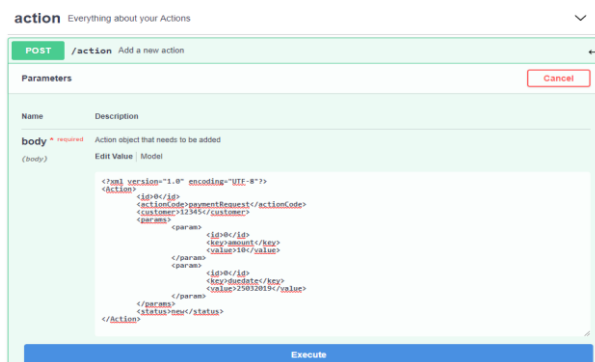 action Everything about your Actions
POST /action Add a new action
Parameters Cancel
Name Description
body * required Action object that needs to be added
(body) Edit Value | Model
<?xml version="1.0" encoding="UTF-8"?>
<Action>
<id>0</id>
<actionCode>paymentRequest</actionCode>
<customer>12345</customer>
<params>
<param>
<id>0</id>
<key>amount</key>
<value>10</value>
</param>
<param>
<id>0</id>
<key>duedate</key>
<value>25032019</value>
</param>
</params>
<status>new</status>
</Action>
Execute